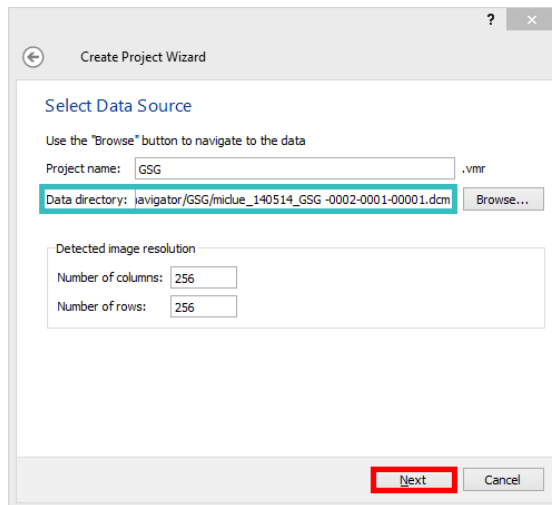 ?
Create Project Wizard
Select Data Source
Use the "Browse" button to navigate to the data
Project name: GSG .vmr
Data directory: navigator/GSG/miclue_140514_GSG -0002-0001-00001.dcm Browse...
Detected image resolution
Number of columns: 256
Number of rows: 256
Next Cancel